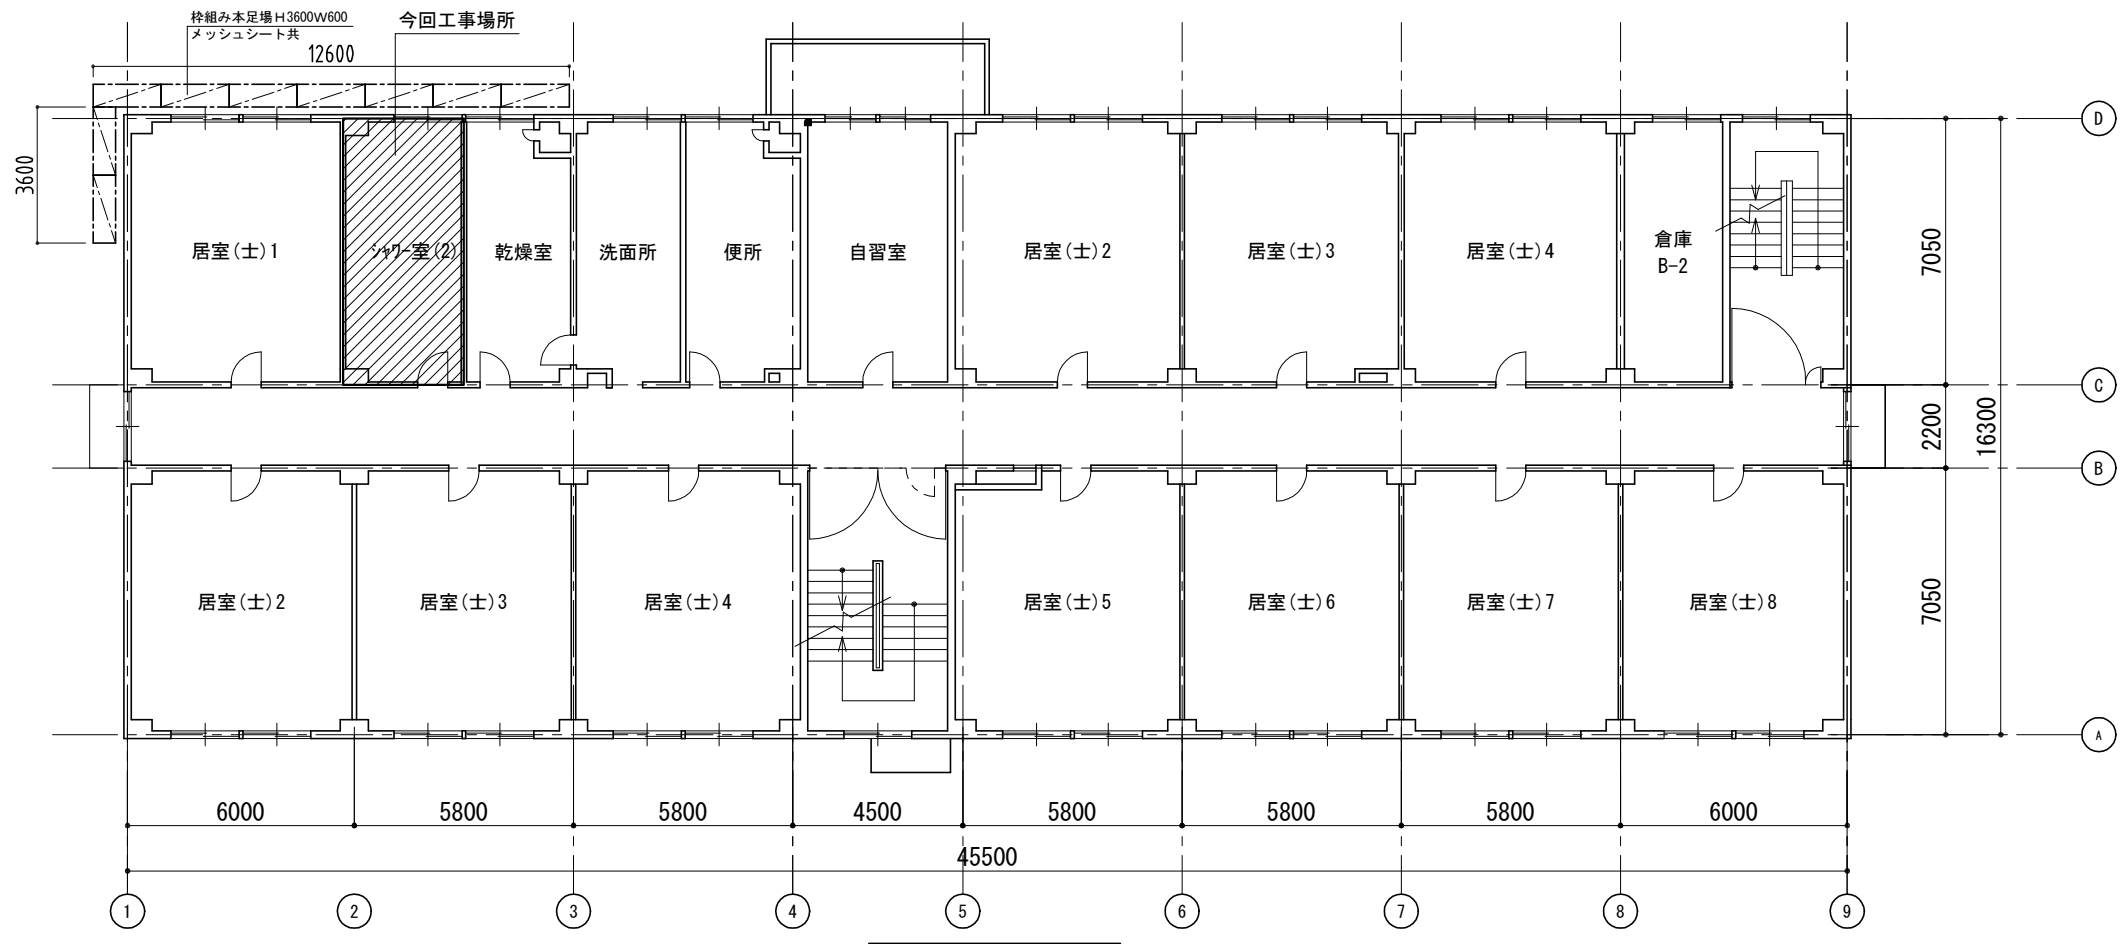 枠組み本足場H3600W600
メッシュシート共
今回工事場所
12600
3600
居室(士)1
シャワー室(2)
乾燥室
洗面所
便所
自習室
居室(士)2
居室(士)3
居室(士)4
倉庫
B-2
7050
2200
16300
7050
D
C
B
A
居室(士)2
居室(士)3
居室(士)4
居室(士)5
居室(士)6
居室(士)7
居室(士)8
6000
5800
5800
4500
5800
5800
5800
6000
45500
1
2
3
4
5
6
7
8
9